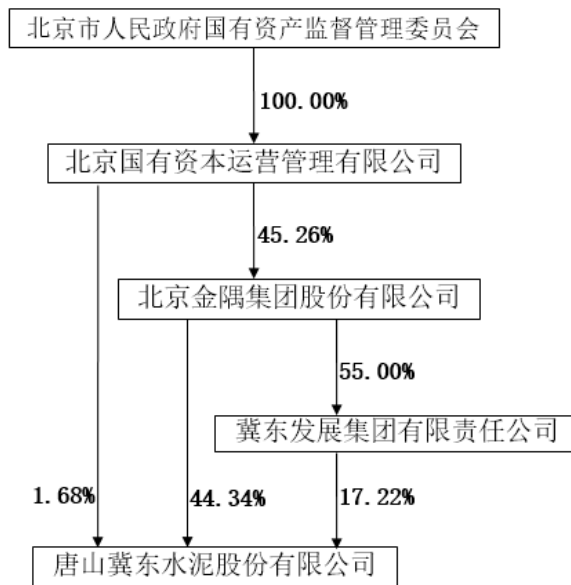 北京市人民政府国有资产监督管理委员会
100.00%
北京国有资本运营管理有限公司
45.26%
北京金隅集团股份有限公司
55.00%
冀东发展集团有限责任公司
1.68%
44.34%
17.22%
唐山冀东水泥股份有限公司